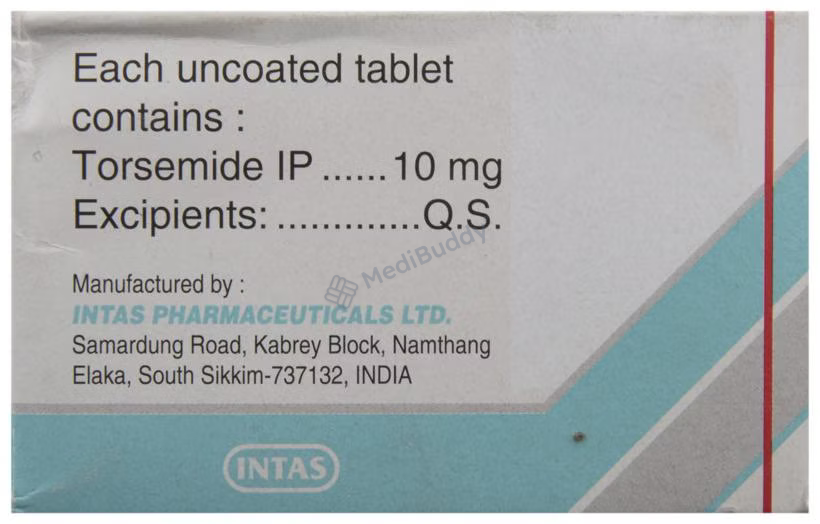 Each uncoated tablet
contains :
Torsemide IP ...... 10 mg
Excipients: ............. Q.S.
MediBuddy
Manufactured by :
INTAS PHARMACEUTICALS LTD.
Samardung Road, Kabrey Block, Namthang
Elaka, South Sikkim-737132, INDIA
INTAS